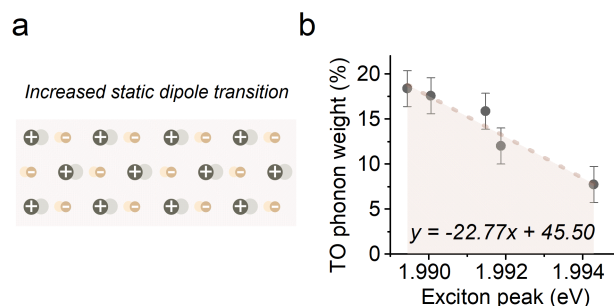 a
Increased static dipole transition
+ − + − + − + −
− + − + − + − +
+ − + − + − + −
b
TO phonon weight (%)
20
15
10
5
0
y = -22.77x + 45.50
1.990 1.992 1.994
Exciton peak (eV)